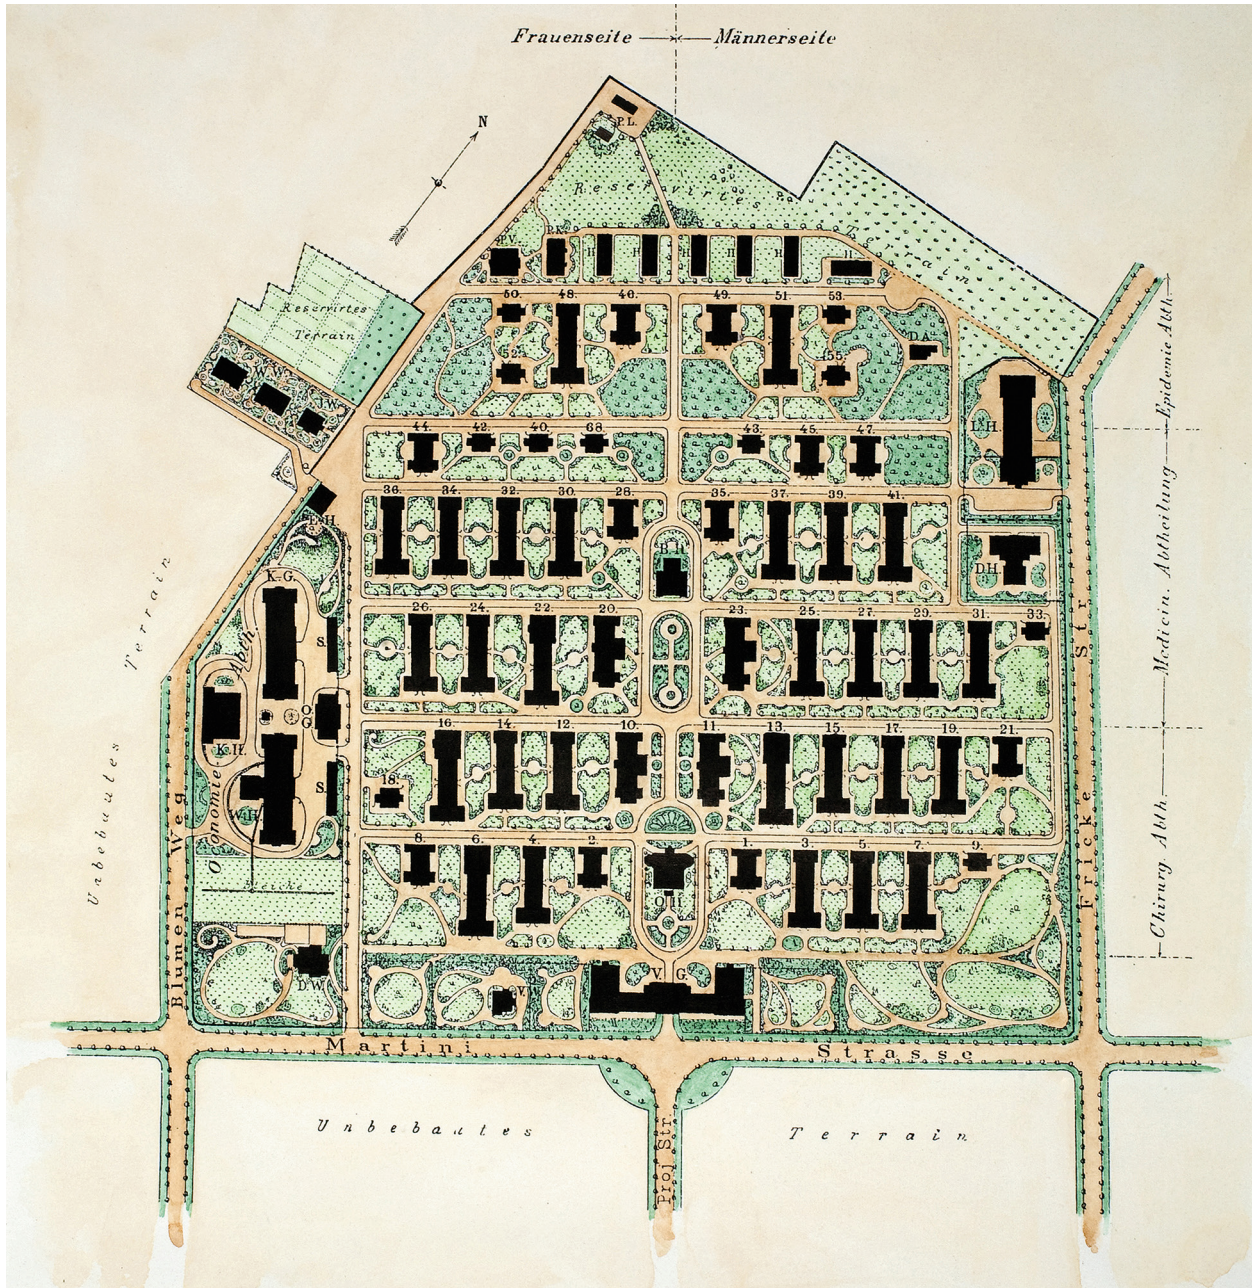 Frauenseite Männerseite
N
P.L.
Reservirtes
Terrain
P.V. P.K. H. H. H. H. H. H.
50. 48. 46. 49. 51. 53.
Reservirtes
Terrain
52. 55.
D.A.
Epidemie Abth.
44. 42. 40. 68. 43. 45. 47.
L.H.
36. 34. 32. 30. 28. 35. 37. 39. 41.
B.H.
D.H.
K.G.
26. 24. 22. 20. 23. 25. 27. 29. 31. 33.
S.
Medicin. Abtheilung
Oeconomie Abth.
O.
G.
K.H.
16. 14. 12. 10. 11. 13. 15. 17. 19. 21.
18.
S.
W.H.
8. 6. 4. 2. 1. 3. 5. 7. 9.
O.H.
Chirurg. Abth.
Bleiche
D.W.
V. G.
Blumen Weg
Fricke Str.
Unbebautes Terrain
Martini Strasse
Unbebautes Terrain
Proj Str.